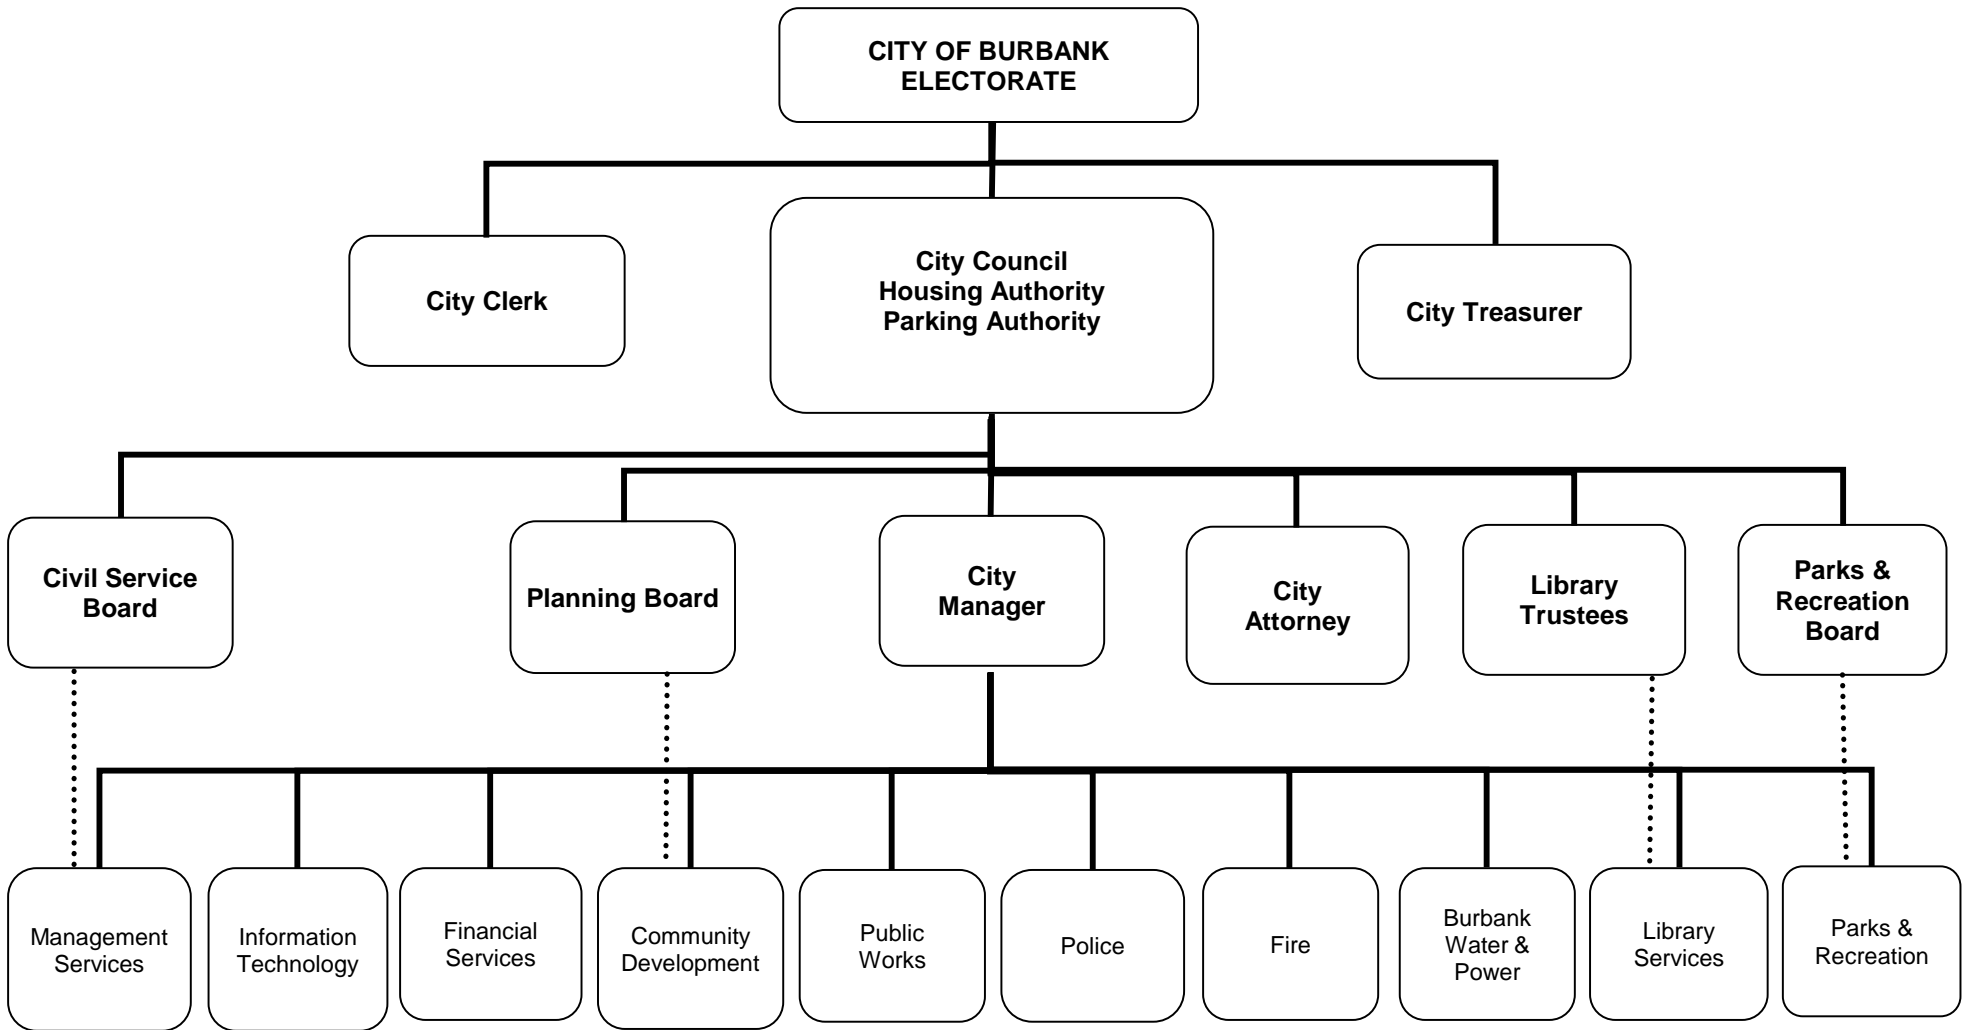 CITY OF BURBANK
ELECTORATE
City Clerk
City Council
Housing Authority
Parking Authority
City Treasurer
Civil Service
Board
Planning Board
City
Manager
City
Attorney
Library
Trustees
Parks &
Recreation
Board
Management
Services
Information
Technology
Financial
Services
Community
Development
Public
Works
Police
Fire
Burbank
Water &
Power
Library
Services
Parks &
Recreation